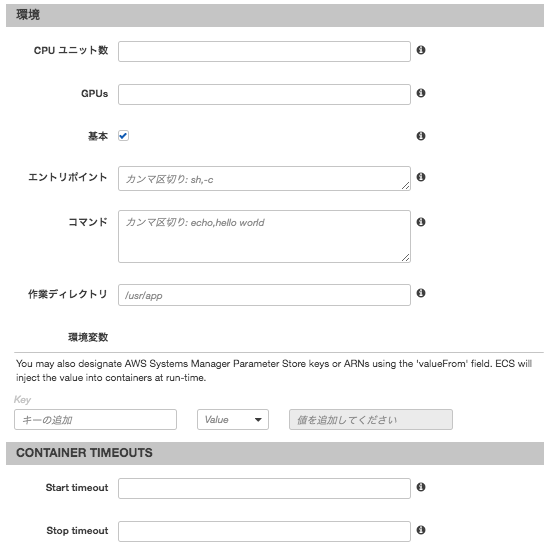 環境
CPU ユニット数
GPUs
基本
エントリポイント カンマ区切り: sh,-c
コマンド カンマ区切り: echo,hello world
作業ディレクトリ /usr/app
環境変数
You may also designate AWS Systems Manager Parameter Store keys or ARNs using the 'valueFrom' field. ECS will
inject the value into containers at run-time.
Key
キーの追加 Value 値を追加してください
CONTAINER TIMEOUTS
Start timeout
Stop timeout